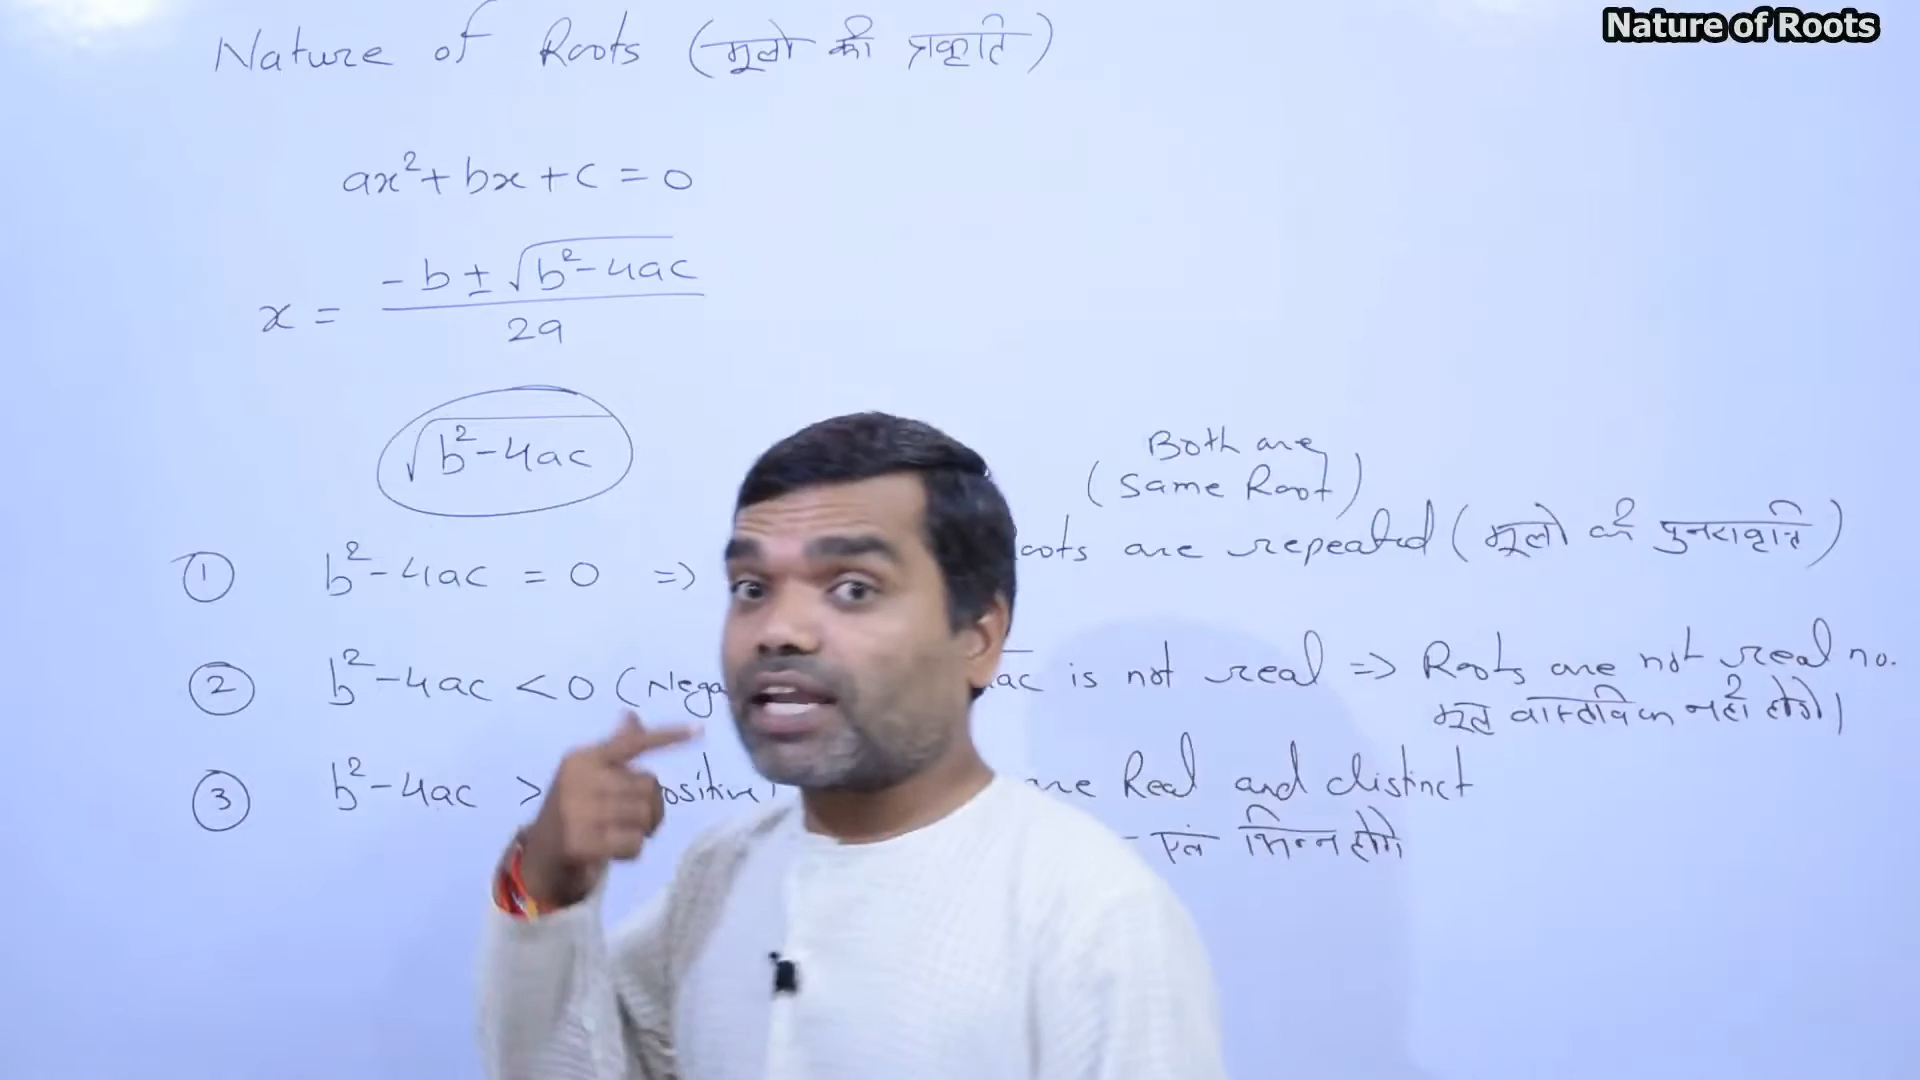 Nature of Roots
Nature of Roots (मूलो की प्रकृति)
ax²+bx+c=0
x = -b±√b²-4ac
2a
√b²-4ac
Both are
(Same Root)
① b²-4ac = 0 => oots are repeated (मूलो की पुनरावृत्ति)
② b²-4ac <0 (Nega ac is not real => Roots are not real no.
मूल वास्तविक नहीं होंगे।
③ b²-4ac > ositive are Real and distinct
एवं भिन्न होंगे